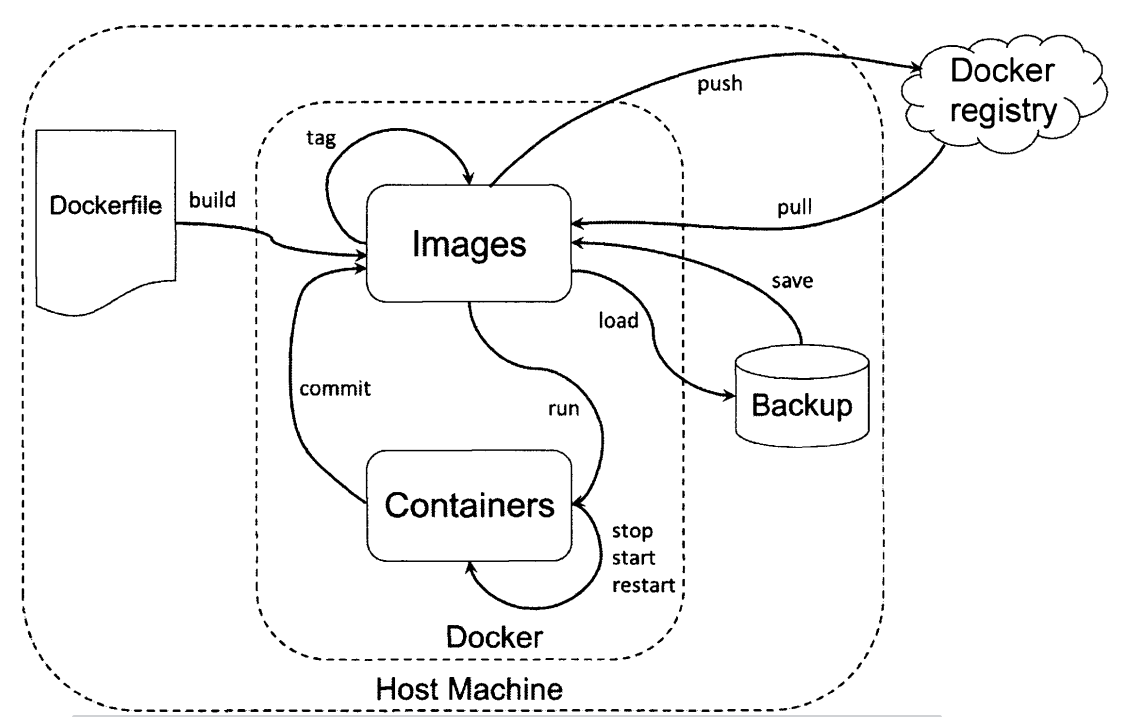 Docker
registry
push
tag
Dockerfile
build
pull
Images
save
load
commit
run
Backup
Containers
stop
start
restart
Docker
Host Machine